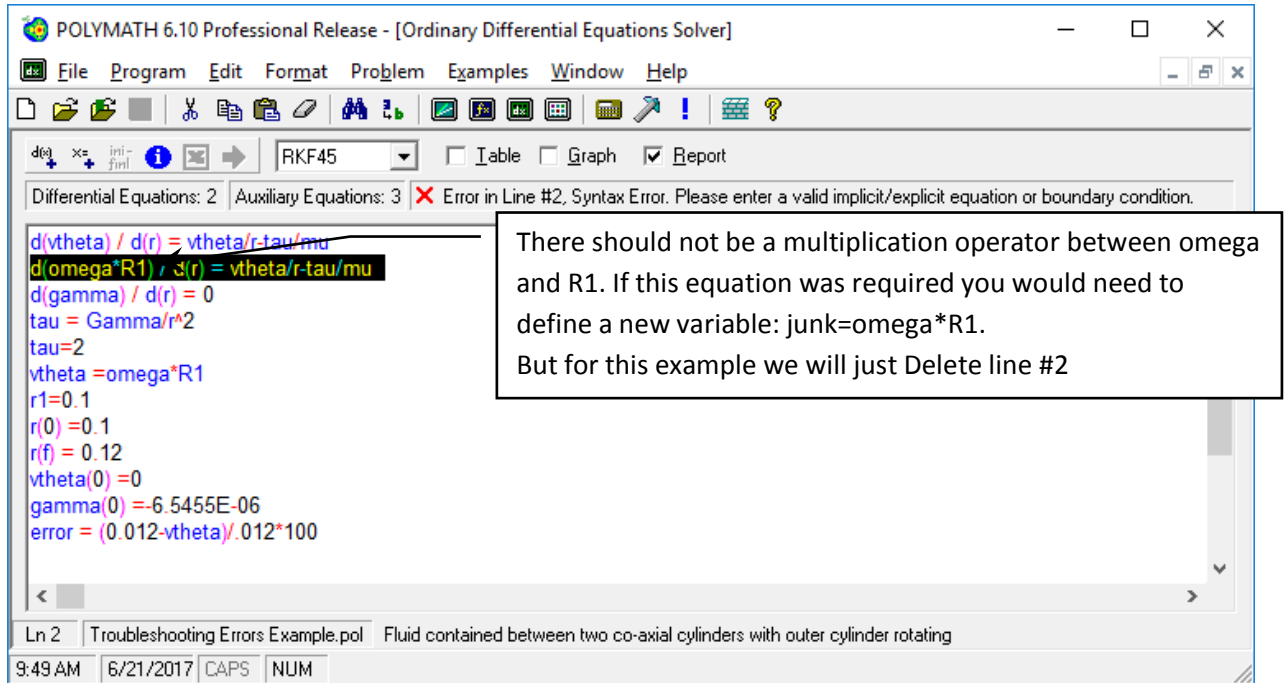 POLYMATH 6.10 Professional Release - [Ordinary Differential Equations Solver]
File Program Edit Format Problem Examples Window Help
d(x) x= ini- finl RKF45 Table Graph Report
Differential Equations: 2 Auxiliary Equations: 3 Error in Line #2, Syntax Error. Please enter a valid implicit/explicit equation or boundary condition.
d(vtheta) / d(r) = vtheta/r-tau/mu
d(omega*R1) / d(r) = vtheta/r-tau/mu
d(gamma) / d(r) = 0
tau = Gamma/r^2
tau=2
vtheta =omega*R1
r1=0.1
r(0) =0.1
r(f) = 0.12
vtheta(0) =0
gamma(0) =-6.5455E-06
error = (0.012-vtheta)/.012*100
There should not be a multiplication operator between omega
and R1. If this equation was required you would need to
define a new variable: junk=omega*R1.
But for this example we will just Delete line #2
Ln 2 Troubleshooting Errors Example.pol Fluid contained between two co-axial cylinders with outer cylinder rotating
9:49 AM 6/21/2017 CAPS NUM